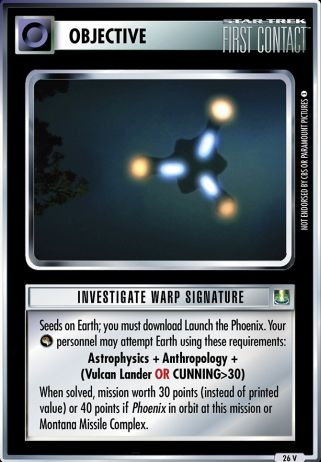 OBJECTIVE
STAR TREK
FIRST CONTACT
NOT ENDORSED BY CBS OR PARAMOUNT PICTURES
INVESTIGATE WARP SIGNATURE
Seeds on Earth; you must download Launch the Phoenix. Your
personnel may attempt Earth using these requirements:
Astrophysics + Anthropology +
(Vulcan Lander OR CUNNING>30)
When solved, mission worth 30 points (instead of printed
value) or 40 points if Phoenix in orbit at this mission or
Montana Missile Complex.
26 V